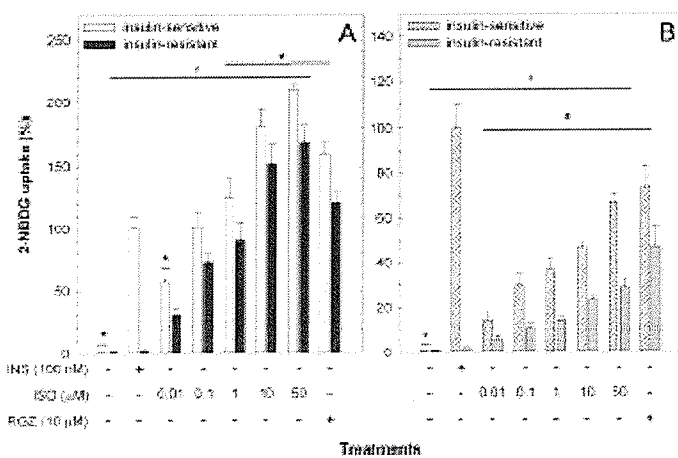 insulin-sensitive
insulin-resistant
A
250
200
150
100
50
0
2-NBDG uptake (%)
* * * *
insulin-sensitive
insulin-resistant
B
140
120
100
80
60
40
20
0
* * *
INS (100 nM) - + - - - - - - - + - - - - - -
ISO (µM) - - 0.01 0.1 1 10 50 - - - 0.01 0.1 1 10 50 -
RGZ (10 µM) - - - - - - - + - - - - - - - +
Treatments